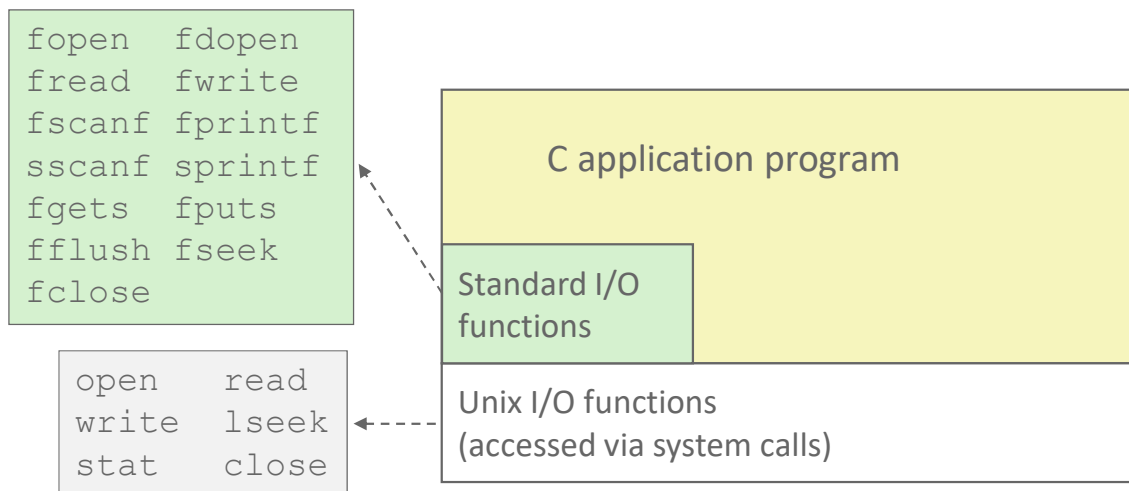 fopen fdopen
fread fwrite
fscanf fprintf
sscanf sprintf
fgets fputs
fflush fseek
fclose
C application program
Standard I/O
functions
open read
write lseek
stat close
Unix I/O functions
(accessed via system calls)